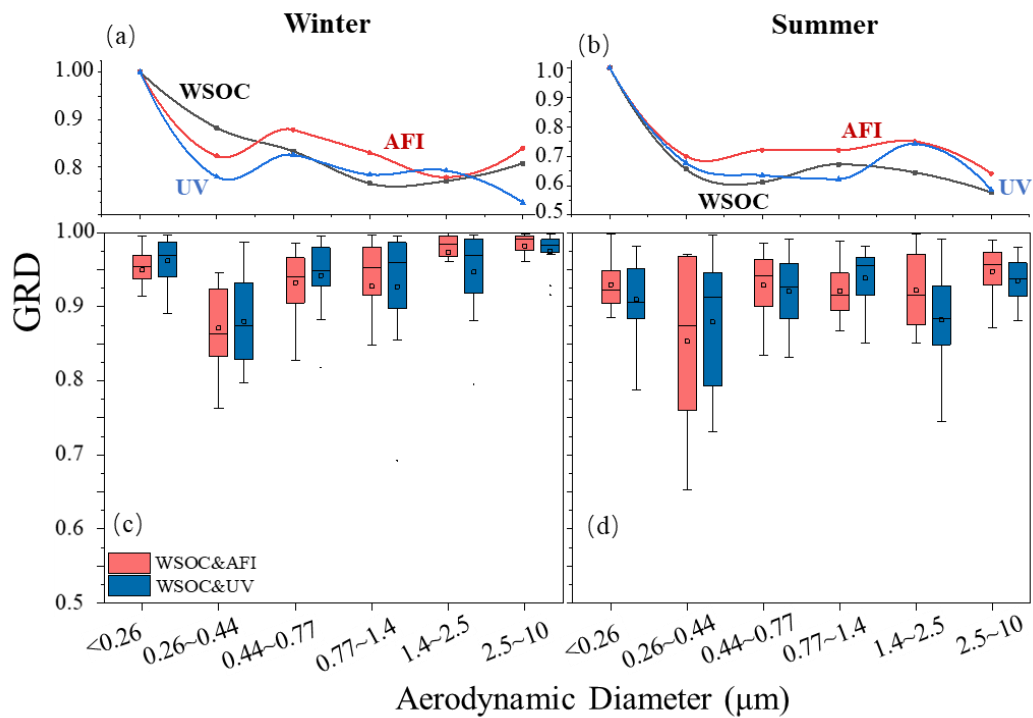 Winter
Summer
(a)
(b)
1.00
0.9
0.8
WSOC
AFI
UV
1.0
0.9
0.8
0.7
0.6
0.5
AFI
WSOC
UV
GRD
1.00
0.9
0.8
0.7
0.6
0.5
(c)
(d)
WSOC&AFI
WSOC&UV
<0.26
0.26~0.44
0.44~0.77
0.77~1.4
1.4~2.5
2.5~10
<0.26
0.26~0.44
0.44~0.77
0.77~1.4
1.4~2.5
2.5~10
Aerodynamic Diameter (μm)